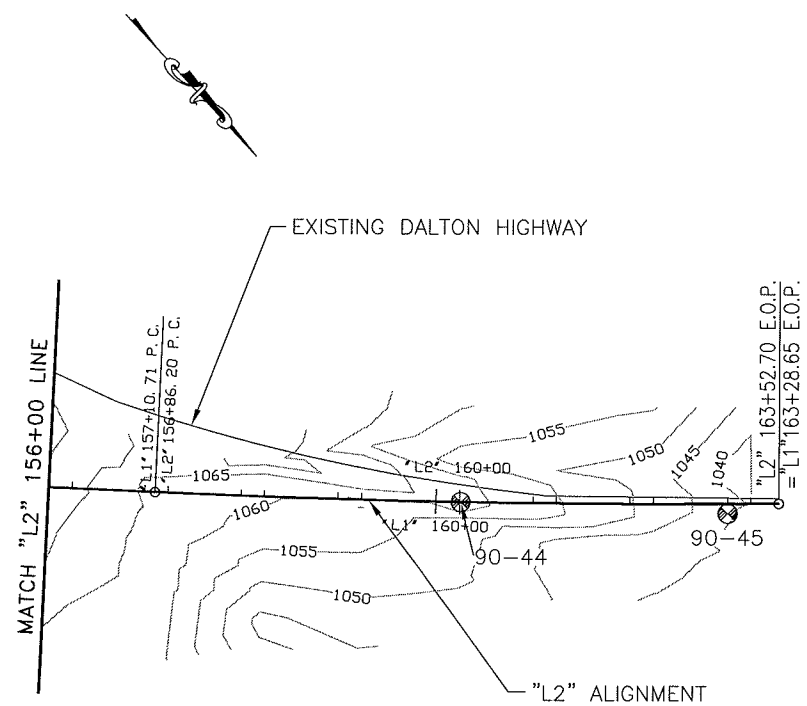 EXISTING DALTON HIGHWAY
MATCH "L2" 156+00 LINE
"L1" 157+10.71 P.C.
"L2" 156+86.20 P.C.
"L2" 163+52.70 E.O.P.
="L1" 163+28.65 E.O.P.
1055
1050
1045
1040
1065
"L2" 160+00
1060
"L1" 160+00
90-44
90-45
1055
1050
"L2" ALIGNMENT